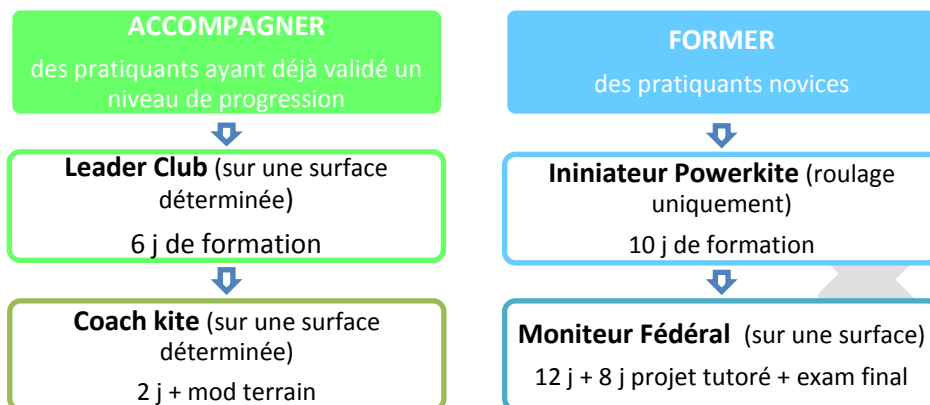 ACCOMPAGNER
des pratiquants ayant déjà validé un
niveau de progression
Leader Club (sur une surface
déterminée)
6 j de formation
Coach kite (sur une surface
déterminée)
2 j + mod terrain
FORMER
des pratiquants novices
Ininiateur Powerkite (roulage
uniquement)
10 j de formation
Moniteur Fédéral (sur une surface)
12 j + 8 j projet tutoré + exam final